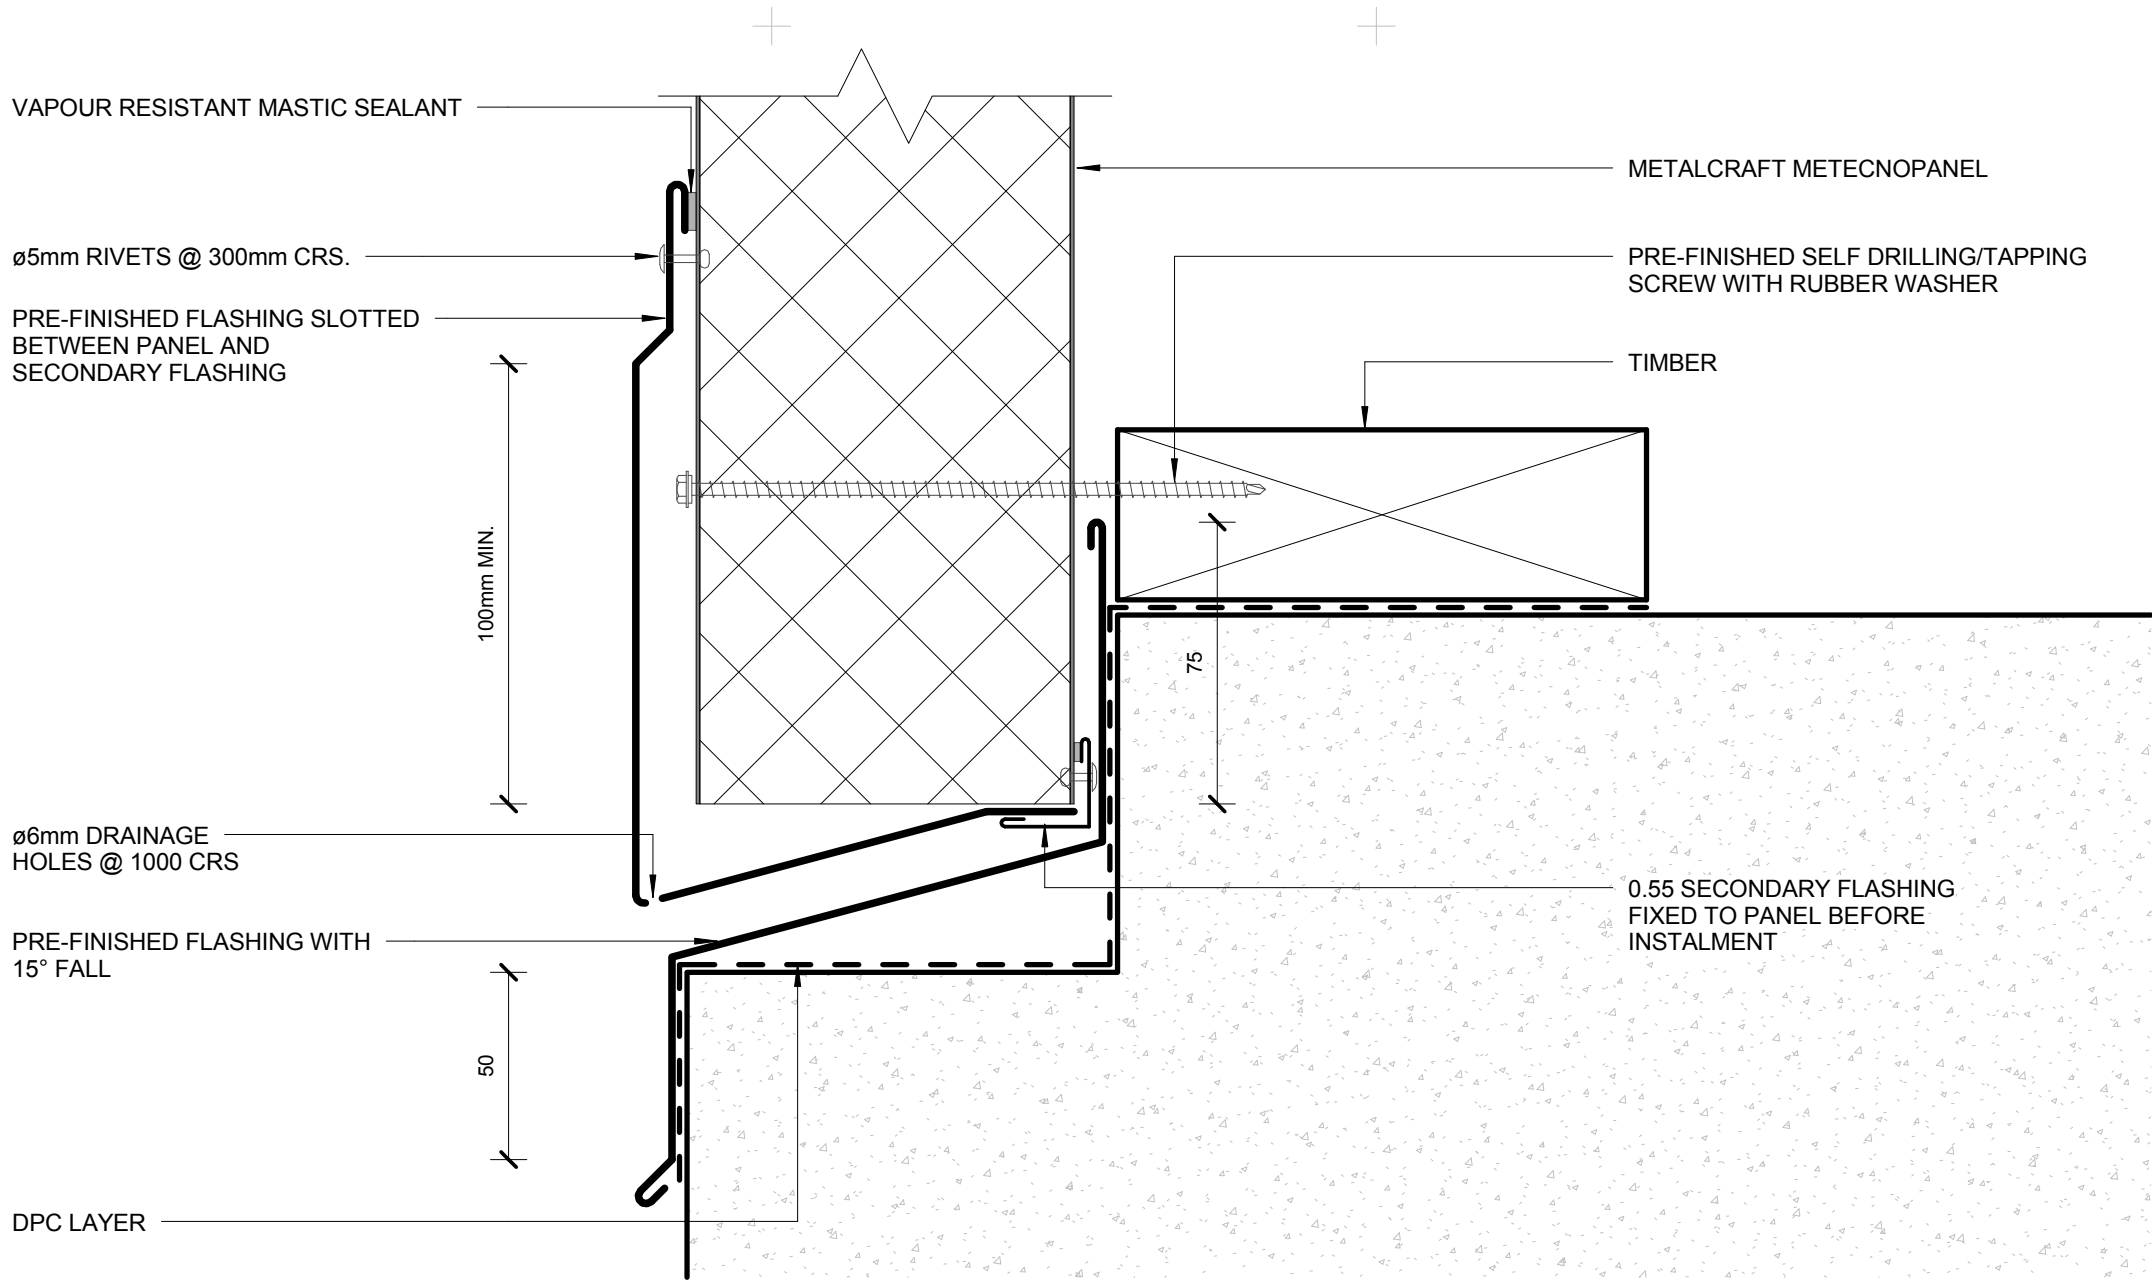 VAPOUR RESISTANT MASTIC SEALANT
ø5mm RIVETS @ 300mm CRS.
PRE-FINISHED FLASHING SLOTTED
BETWEEN PANEL AND
SECONDARY FLASHING
100mm MIN.
ø6mm DRAINAGE
HOLES @ 1000 CRS
PRE-FINISHED FLASHING WITH
15° FALL
50
DPC LAYER
METALCRAFT METECNOPANEL
PRE-FINISHED SELF DRILLING/TAPPING
SCREW WITH RUBBER WASHER
TIMBER
75
0.55 SECONDARY FLASHING
FIXED TO PANEL BEFORE
INSTALMENT